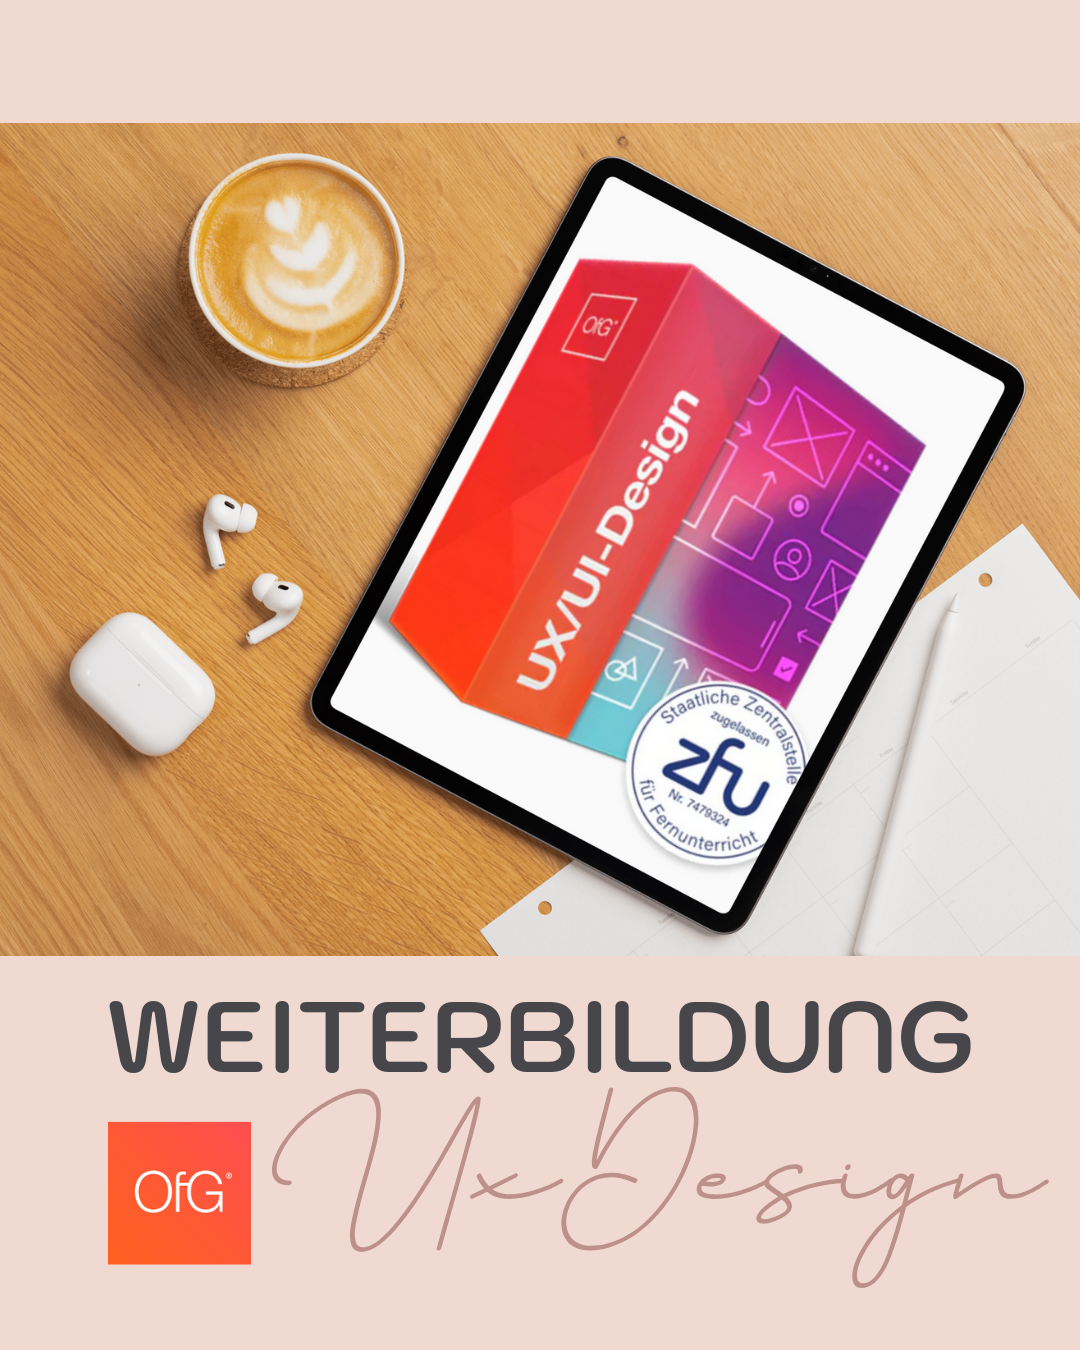 OfG®
UX/UI-Design
Staatliche Zentralstelle
zugelassen
zfu
Nr. 7479324
für Fernunterricht
WEITERBILDUNG
OfG®
UxDesign